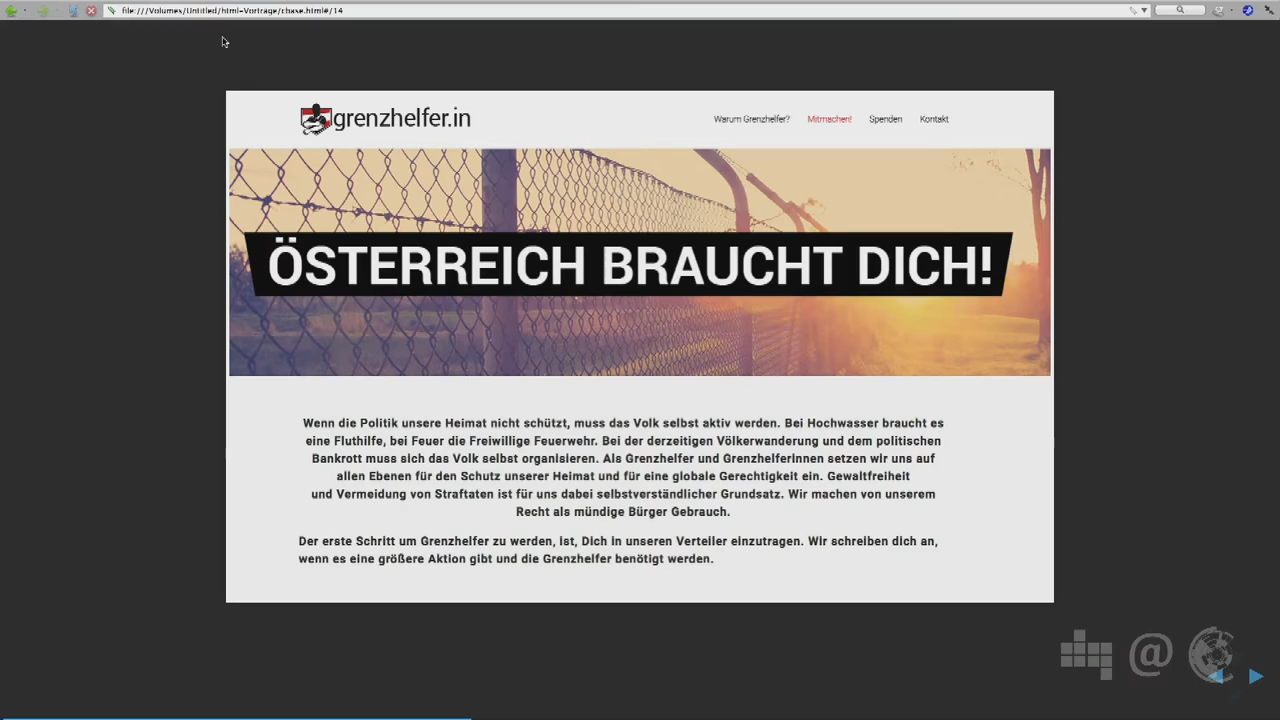 file:///Volumes/Untitled/html-Vorträge/cbase.html#/14
grenzhelfer.in
Warum Grenzhelfer? Mitmachen! Spenden Kontakt
ÖSTERREICH BRAUCHT DICH!
Wenn die Politik unsere Heimat nicht schützt, muss das Volk selbst aktiv werden. Bei Hochwasser braucht es
eine Fluthilfe, bei Feuer die Freiwillige Feuerwehr. Bei der derzeitigen Völkerwanderung und dem politischen
Bankrott muss sich das Volk selbst organisieren. Als Grenzhelfer und GrenzhelferInnen setzen wir uns auf
allen Ebenen für den Schutz unserer Heimat und für eine globale Gerechtigkeit ein. Gewaltfreiheit
und Vermeidung von Straftaten ist für uns dabei selbstverständlicher Grundsatz. Wir machen von unserem
Recht als mündige Bürger Gebrauch.
Der erste Schritt um Grenzhelfer zu werden, ist, Dich in unseren Verteiler einzutragen. Wir schreiben dich an,
wenn es eine größere Aktion gibt und die Grenzhelfer benötigt werden.
@